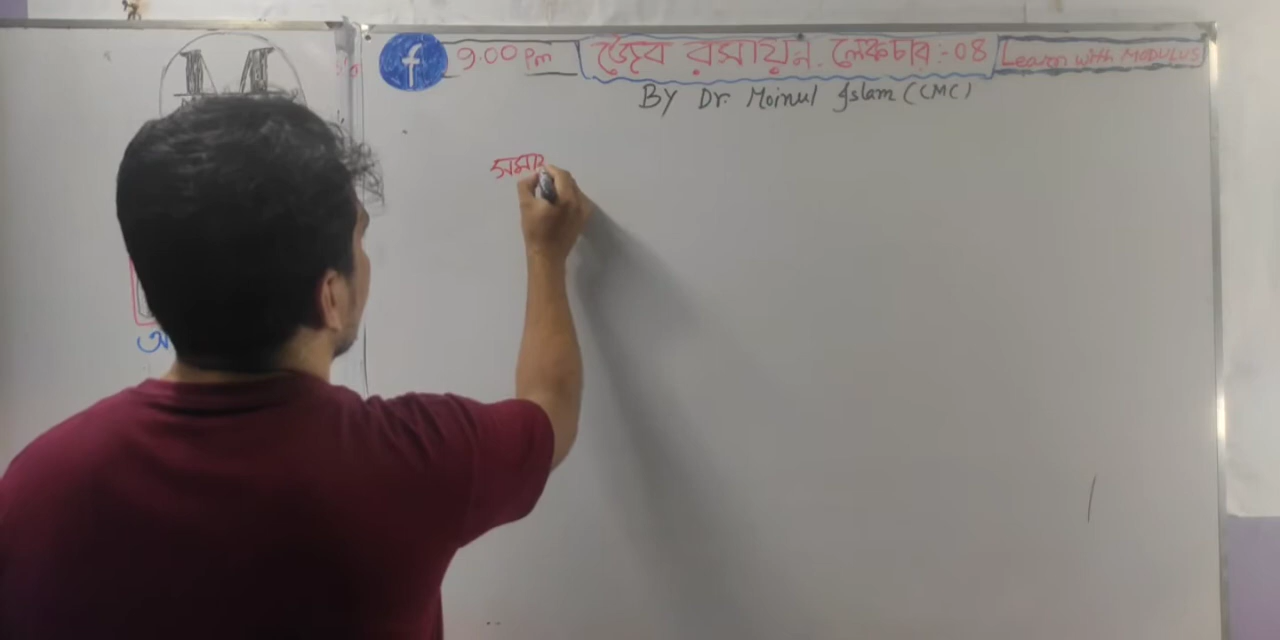 f 9.00 pm জৈব রসায়ন. লেকচার :- 08 Learn with MODULUS
By Dr. Moinul Islam (CMC)
সমা
অ